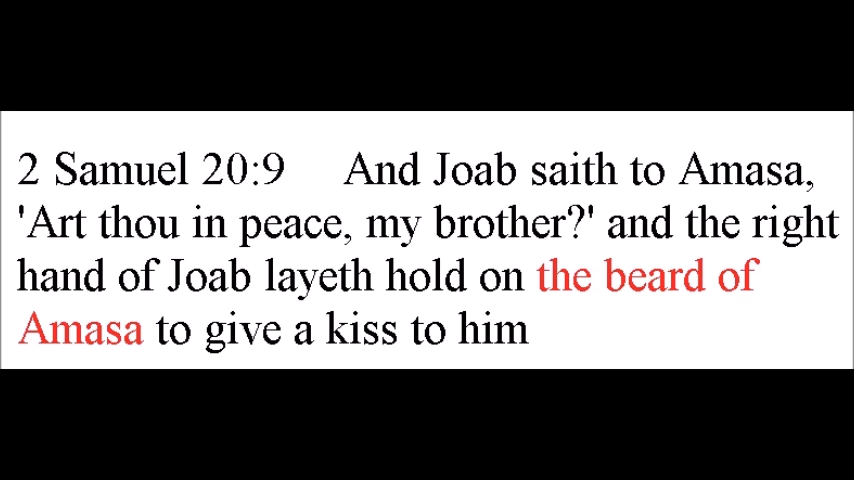 2 Samuel 20:9 And Joab saith to Amasa,
'Art thou in peace, my brother?' and the right
hand of Joab layeth hold on the beard of
Amasa to give a kiss to him